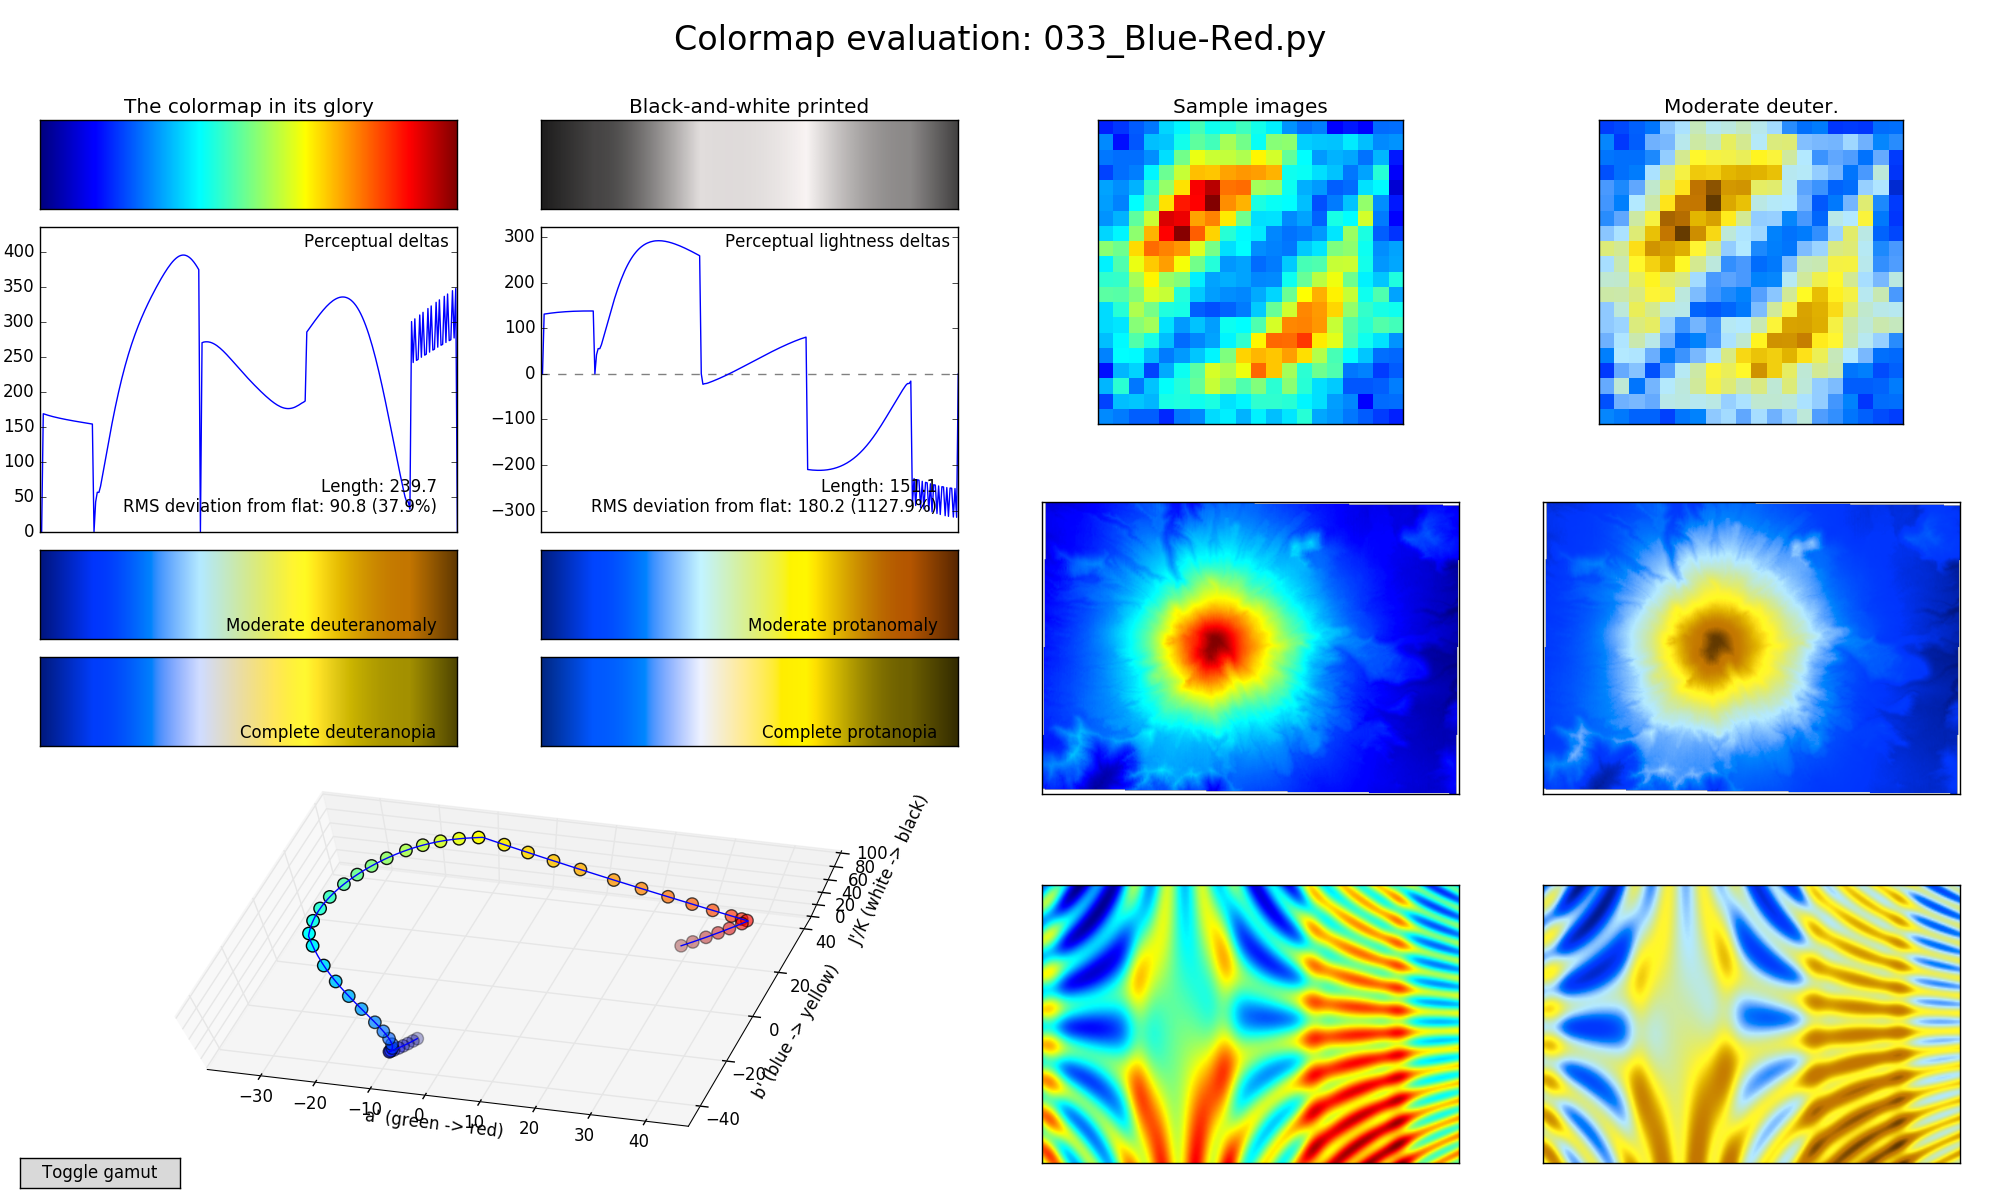 Colormap evaluation: 033_Blue-Red.py
The colormap in its glory
Black-and-white printed
Sample images
Moderate deuter.
Perceptual deltas
400
350
300
250
200
150
100
50
0
Length: 239.7
RMS deviation from flat: 90.8 (37.9%)
Perceptual lightness deltas
300
200
100
0
−100
−200
−300
Length: 151.1
RMS deviation from flat: 180.2 (1127.9%)
Moderate deuteranomaly
Moderate protanomaly
Complete deuteranopia
Complete protanopia
100
80
60
40
20
0
J'/K (white -> black)
40
20
0
−20
−40
b' (blue -> yellow)
−30
−20
−10
0
10
20
30
40
a' (green -> red)
Toggle gamut